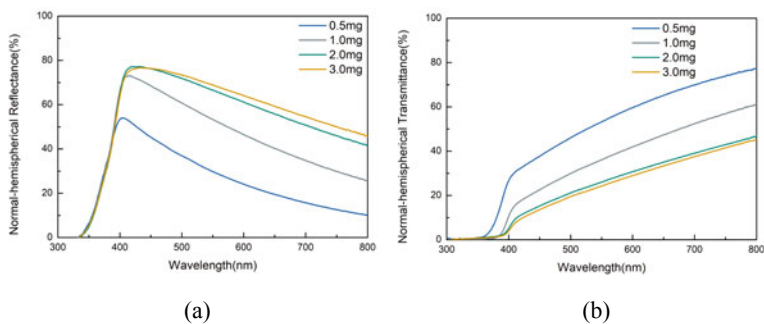 Normal-hemispherical Reflectance(%)
100
80
60
40
20
0
300 400 500 600 700 800
Wavelength(nm)
0.5mg
1.0mg
2.0mg
3.0mg
(a)
Normal-hemispherical Transmittance(%)
100
80
60
40
20
0
300 400 500 600 700 800
Wavelength(nm)
0.5mg
1.0mg
2.0mg
3.0mg
(b)